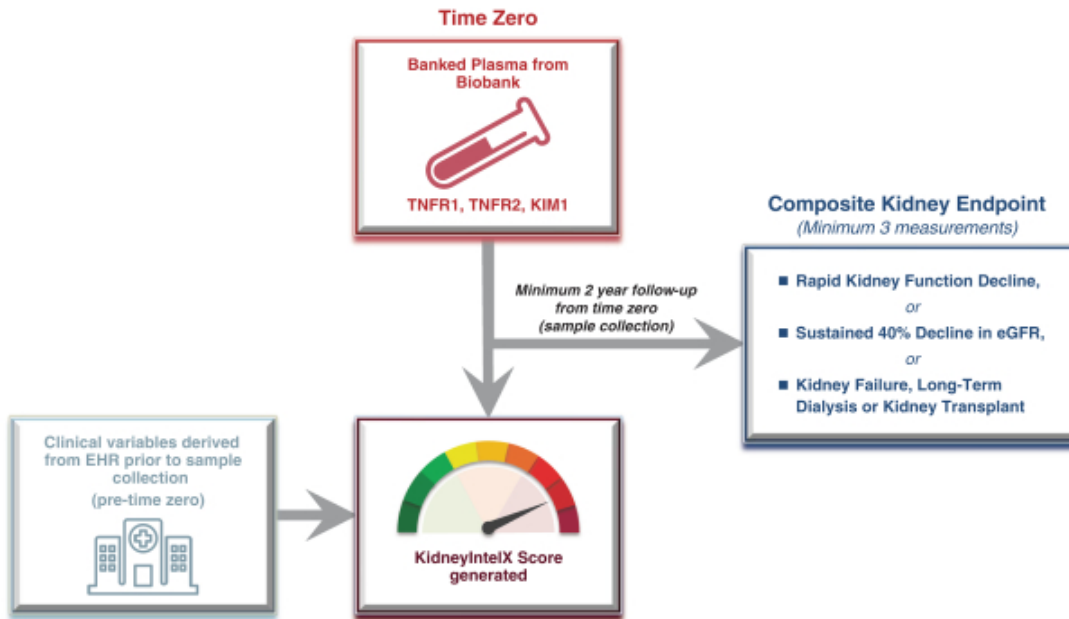 Time Zero
Banked Plasma from
Biobank
TNFR1, TNFR2, KIM1
Minimum 2 year follow-up
from time zero
(sample collection)
Composite Kidney Endpoint
(Minimum 3 measurements)
■ Rapid Kidney Function Decline,
or
■ Sustained 40% Decline in eGFR,
or
■ Kidney Failure, Long-Term
Dialysis or Kidney Transplant
Clinical variables derived
from EHR prior to sample
collection
(pre-time zero)
KidneyIntelX Score
generated